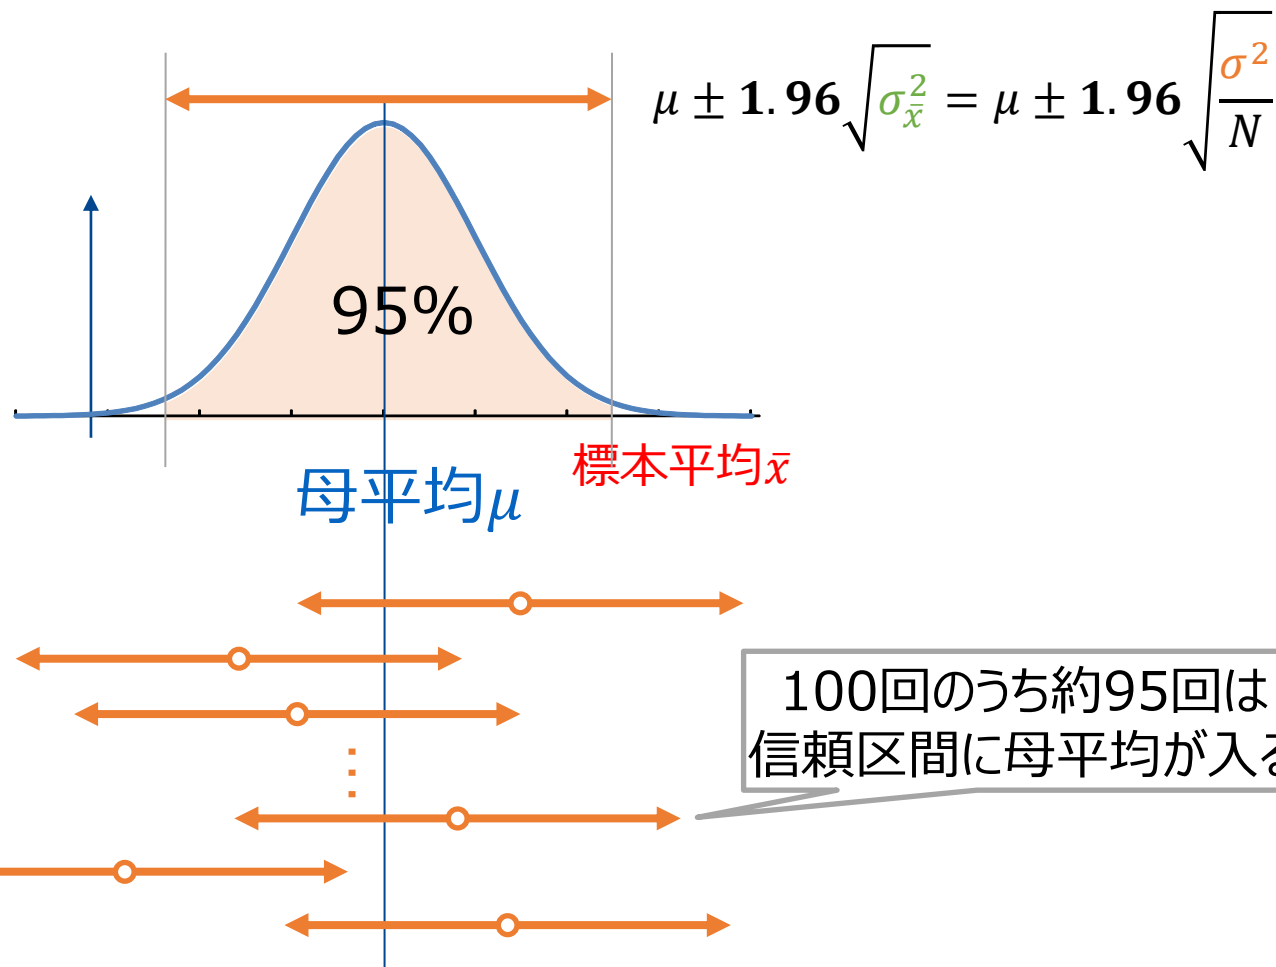 μ ± 1.96√(σ²_x̄) = μ ± 1.96√(σ²/N)
95%
標本平均x̄
母平均μ
100回のうち約95回は
信頼区間に母平均が入る